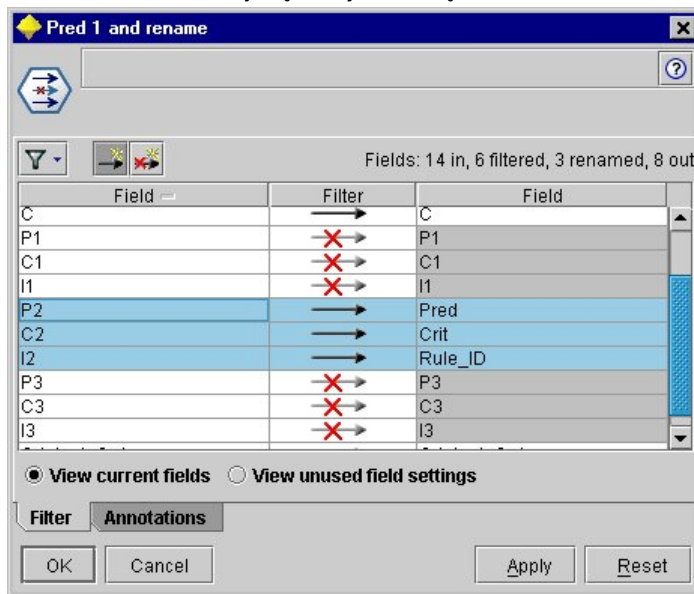 Pred 1 and rename
Fields: 14 in, 6 filtered, 3 renamed, 8 out
Field Filter Field
C C
P1 P1
C1 C1
I1 I1
P2 Pred
C2 Crit
I2 Rule_ID
P3 P3
C3 C3
I3 I3
View current fields View unused field settings
Filter Annotations
OK Cancel Apply Reset